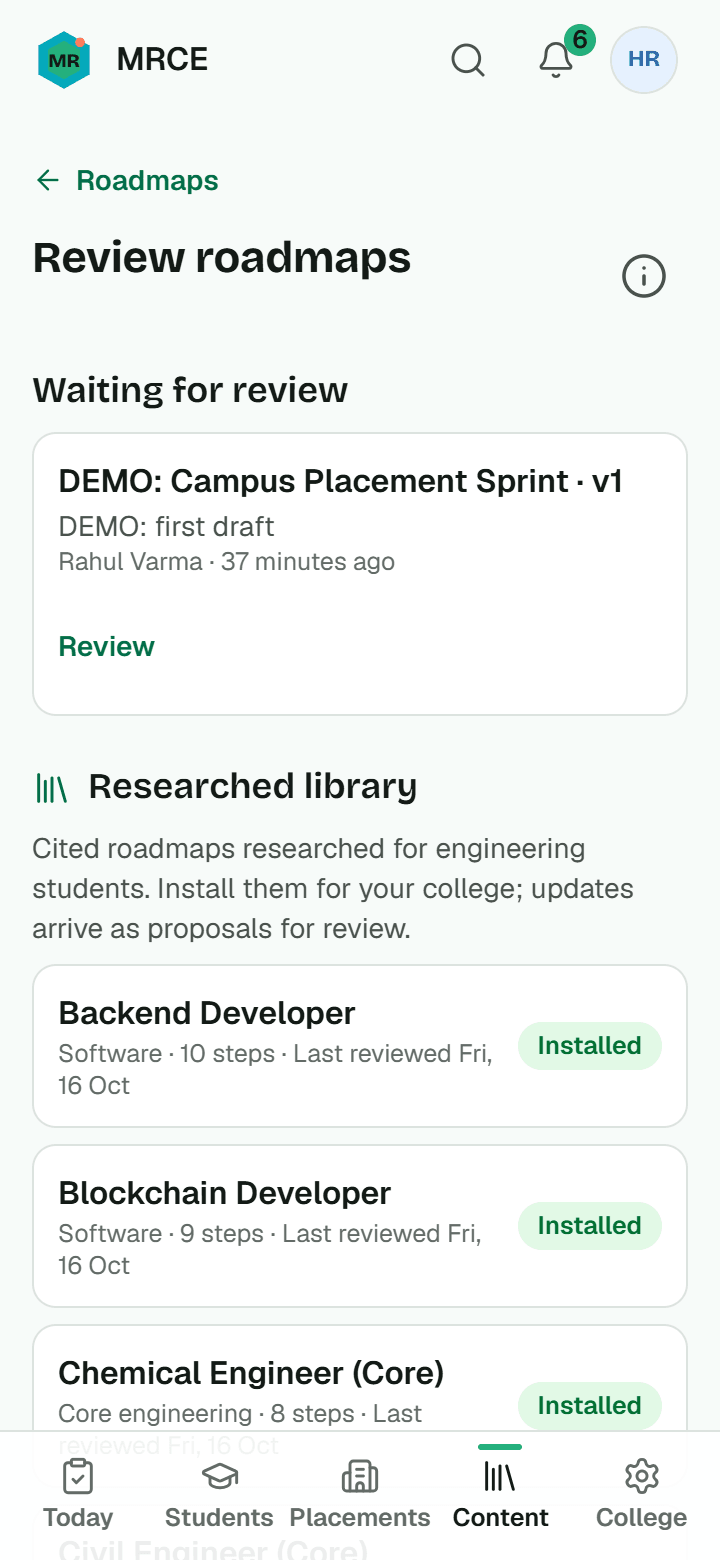 MR
MRCE
6
HR
Roadmaps
Review roadmaps
Waiting for review
DEMO: Campus Placement Sprint · v1
DEMO: first draft
Rahul Varma · 37 minutes ago
Review
Researched library
Cited roadmaps researched for engineering
students. Install them for your college; updates
arrive as proposals for review.
Backend Developer
Software · 10 steps · Last reviewed Fri,
16 Oct
Installed
Blockchain Developer
Software · 9 steps · Last reviewed Fri,
16 Oct
Installed
Chemical Engineer (Core)
Core engineering · 8 steps · Last
reviewed Fri, 16 Oct
Installed
Today
Students
Placements
Content
College
Civil Engineer (Core)